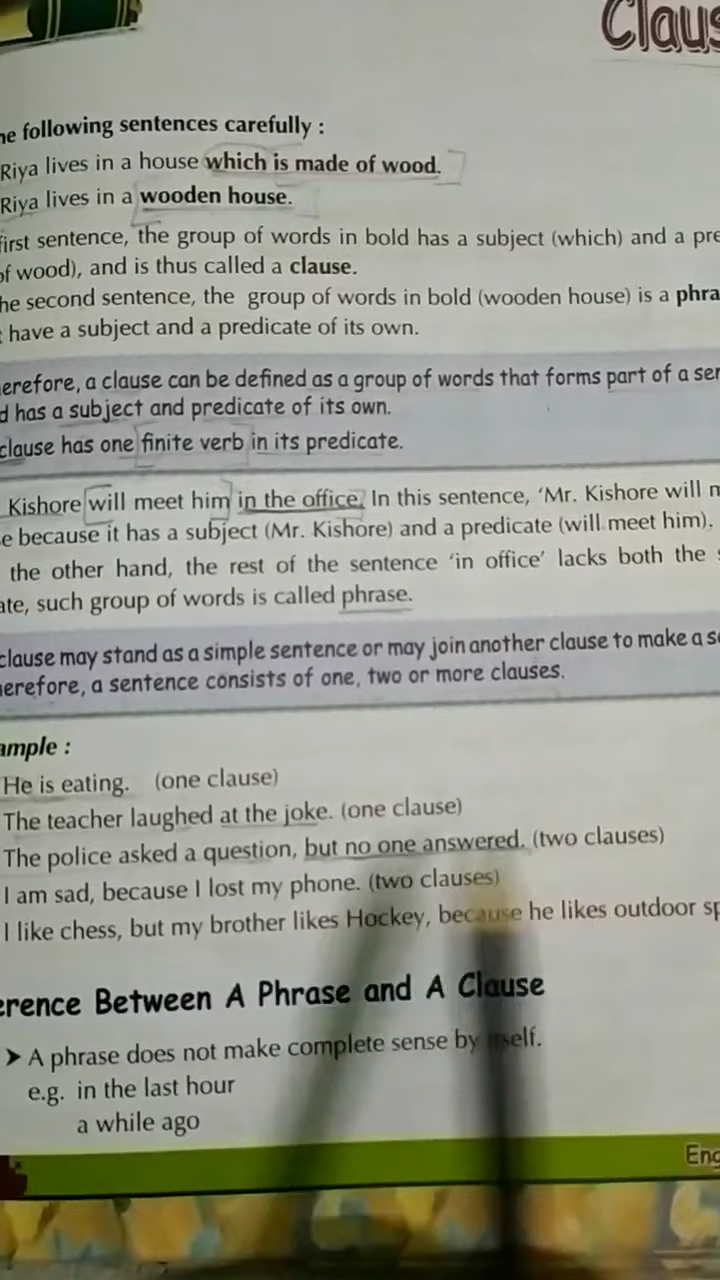 Claus
he following sentences carefully :
Riya lives in a house which is made of wood.
Riya lives in a wooden house.
first sentence, the group of words in bold has a subject (which) and a pre
of wood), and is thus called a clause.
he second sentence, the group of words in bold (wooden house) is a phra
t have a subject and a predicate of its own.
erefore, a clause can be defined as a group of words that forms part of a ser
d has a subject and predicate of its own.
clause has one finite verb in its predicate.
Kishore will meet him in the office. In this sentence, ‘Mr. Kishore will m
e because it has a subject (Mr. Kishore) and a predicate (will meet him).
the other hand, the rest of the sentence ‘in office’ lacks both the s
ate, such group of words is called phrase.
clause may stand as a simple sentence or may join another clause to make a se
erefore, a sentence consists of one, two or more clauses.
ample :
He is eating. (one clause)
The teacher laughed at the joke. (one clause)
The police asked a question, but no one answered. (two clauses)
I am sad, because I lost my phone. (two clauses)
I like chess, but my brother likes Hockey, because he likes outdoor sp
erence Between A Phrase and A Clause
➤ A phrase does not make complete sense by itself.
e.g. in the last hour
a while ago
Eng